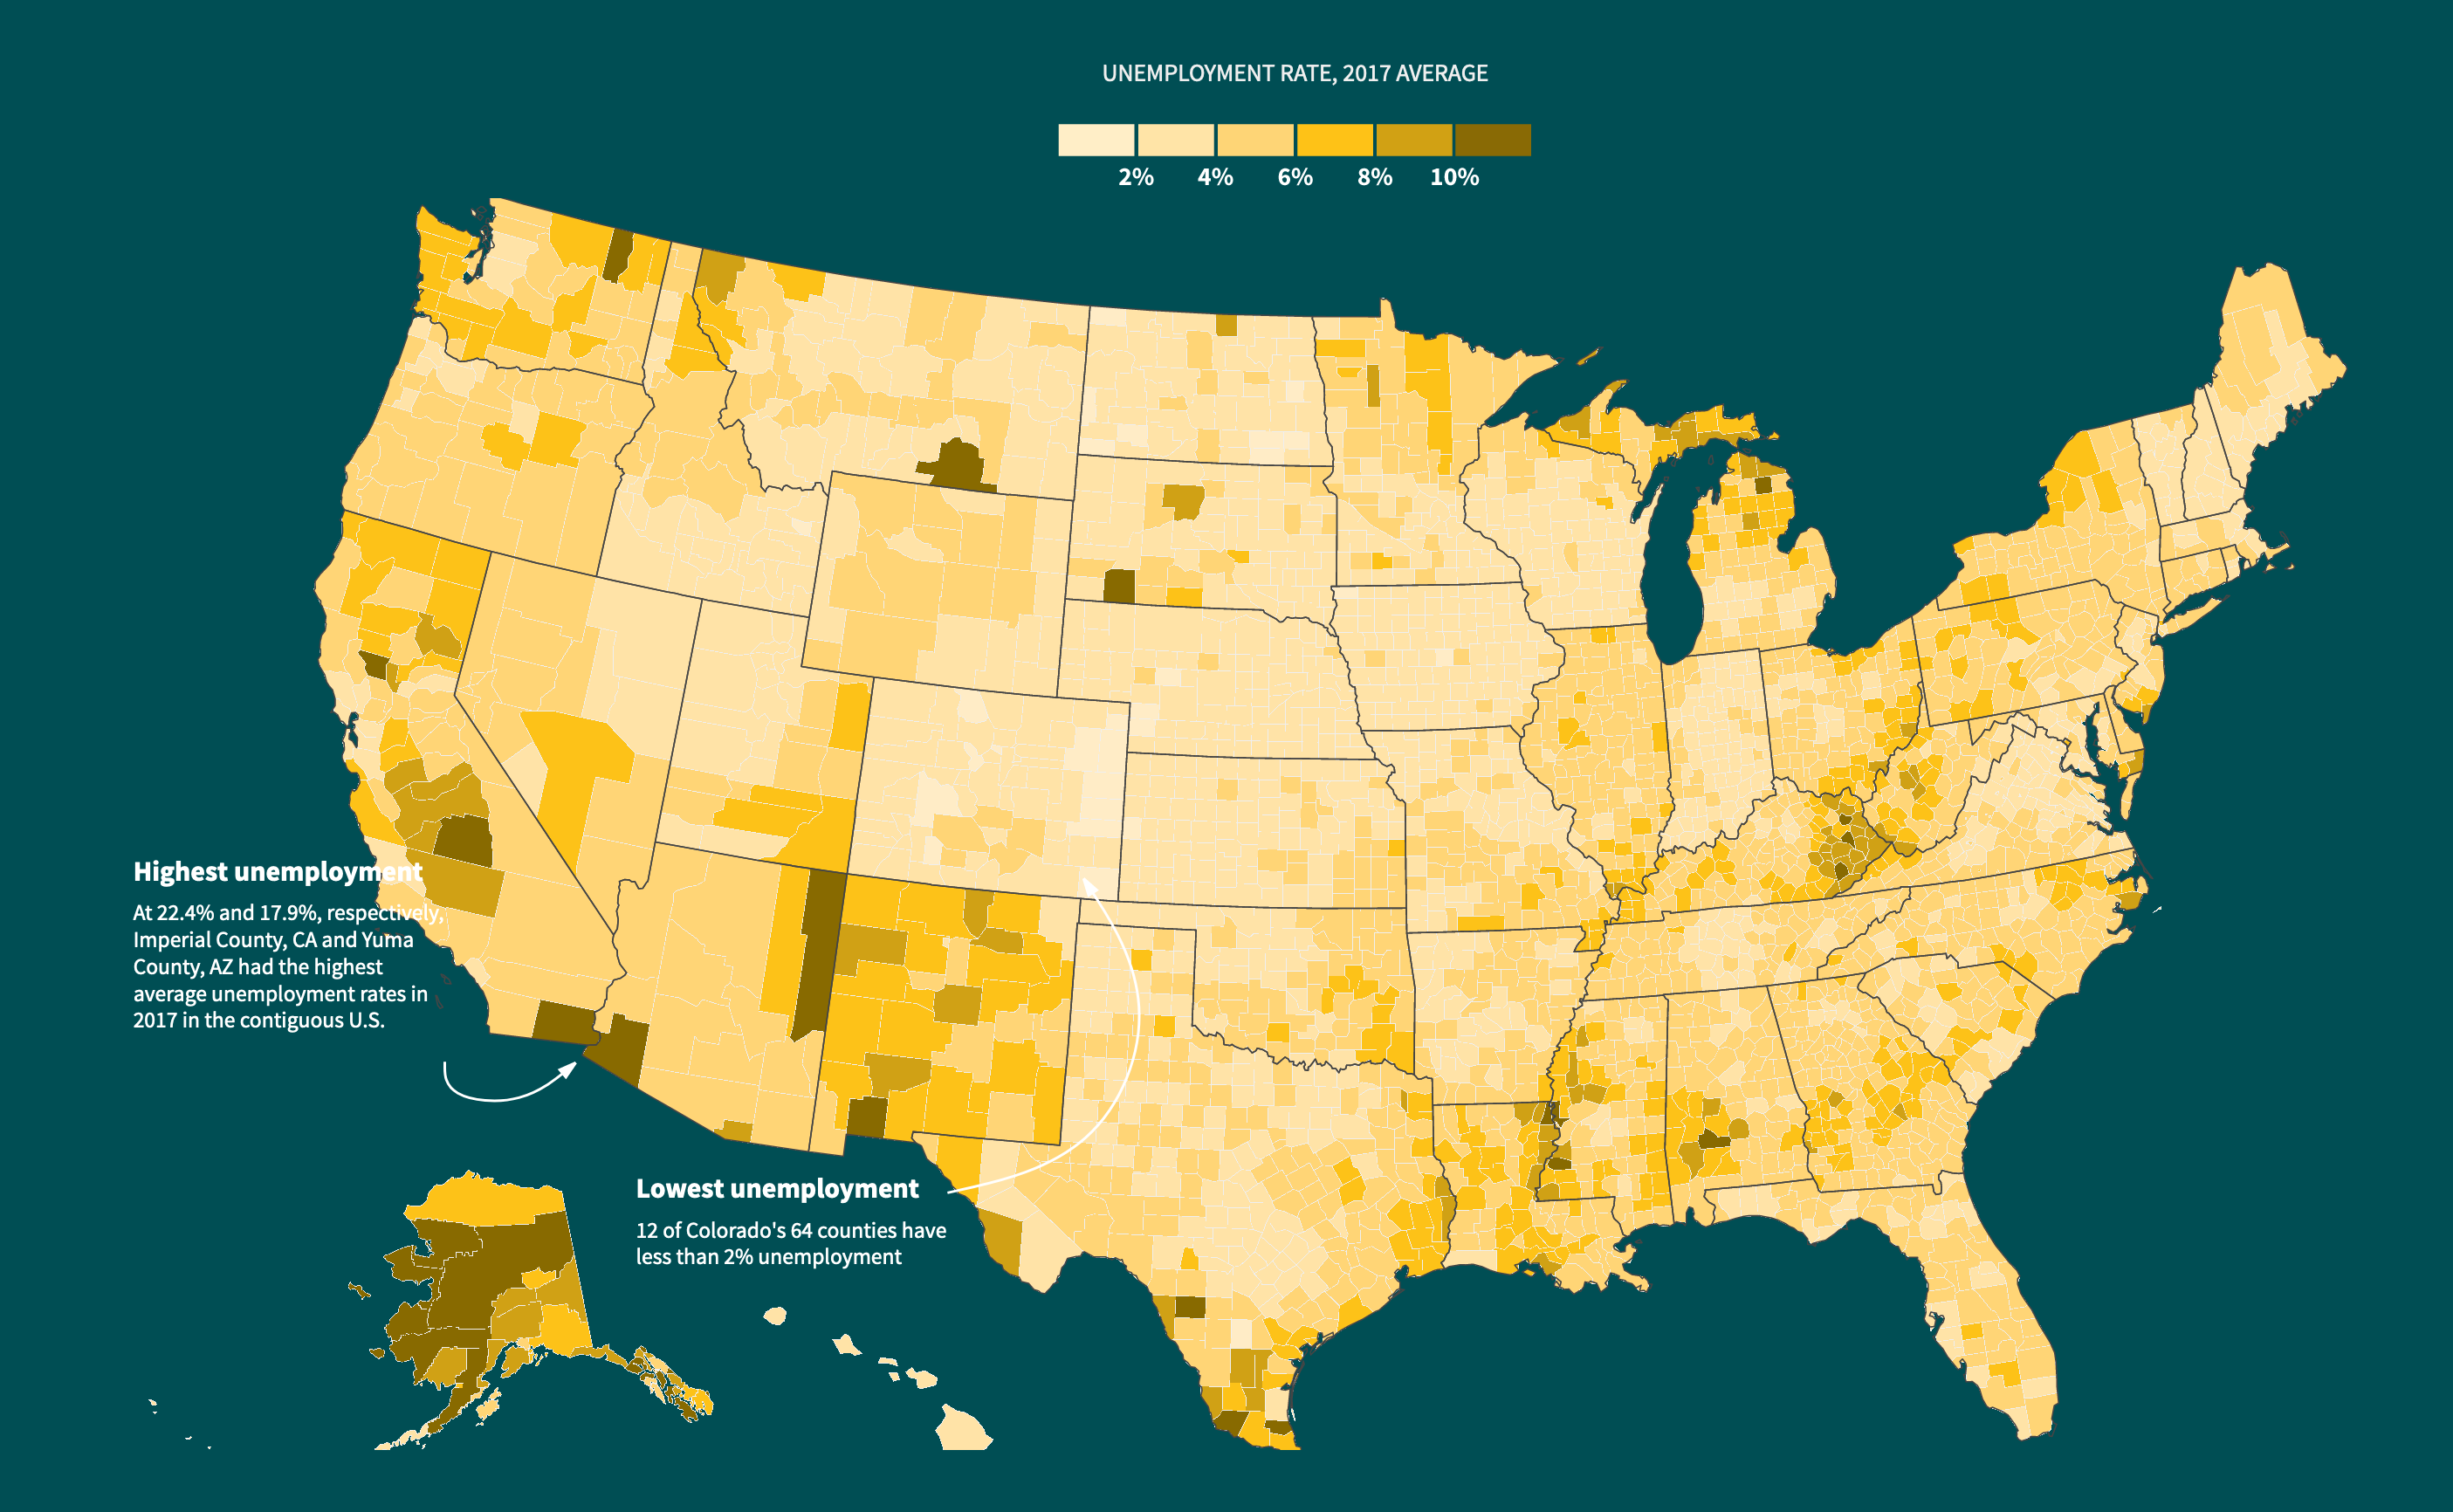 UNEMPLOYMENT RATE, 2017 AVERAGE
2% 4% 6% 8% 10%
Highest unemployment
At 22.4% and 17.9%, respectively,
Imperial County, CA and Yuma
County, AZ had the highest
average unemployment rates in
2017 in the contiguous U.S.
Lowest unemployment
12 of Colorado's 64 counties have
less than 2% unemployment